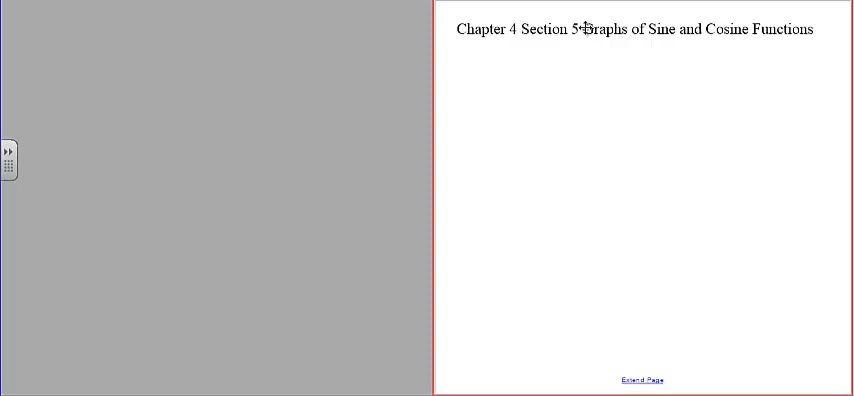 Chapter 4 Section 5 Graphs of Sine and Cosine Functions
Extend Page